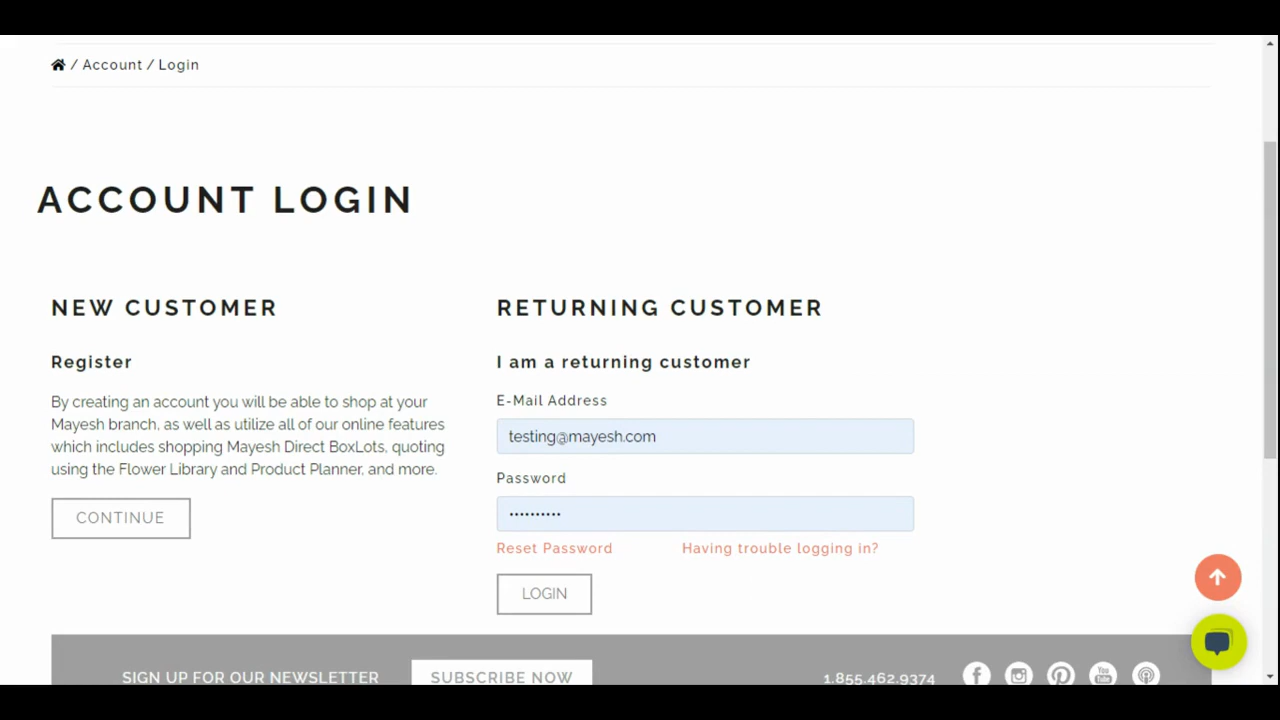 / Account / Login
ACCOUNT LOGIN
NEW CUSTOMER
Register
By creating an account you will be able to shop at your
Mayesh branch, as well as utilize all of our online features
which includes shopping Mayesh Direct BoxLots, quoting
using the Flower Library and Product Planner, and more.
CONTINUE
RETURNING CUSTOMER
I am a returning customer
E-Mail Address
testing@mayesh.com
Password
••••••••••
Reset Password
Having trouble logging in?
LOGIN
SIGN UP FOR OUR NEWSLETTER
SUBSCRIBE NOW
1.855.462.9374
You
Tube